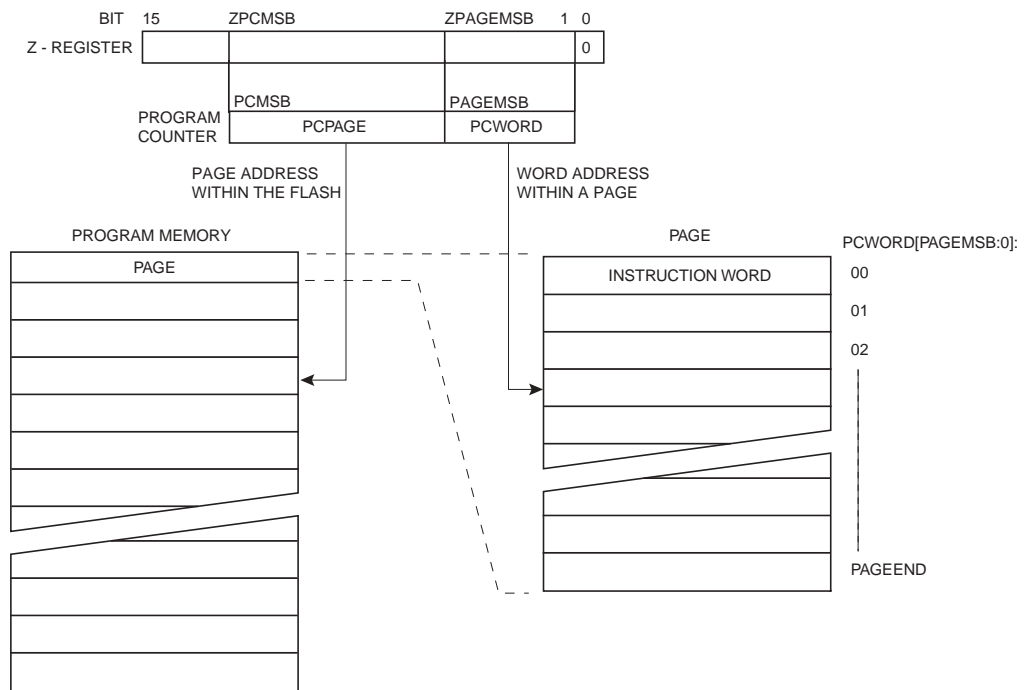 BIT 15 ZPCMSB ZPAGEMSB 1 0
Z - REGISTER 0
PCMSB PAGEMSB
PROGRAM
COUNTER
PCPAGE PCWORD
PAGE ADDRESS
WITHIN THE FLASH
WORD ADDRESS
WITHIN A PAGE
PROGRAM MEMORY
PAGE
PAGE
PCWORD[PAGEMSB:0]:
INSTRUCTION WORD 00
01
02
PAGEEND